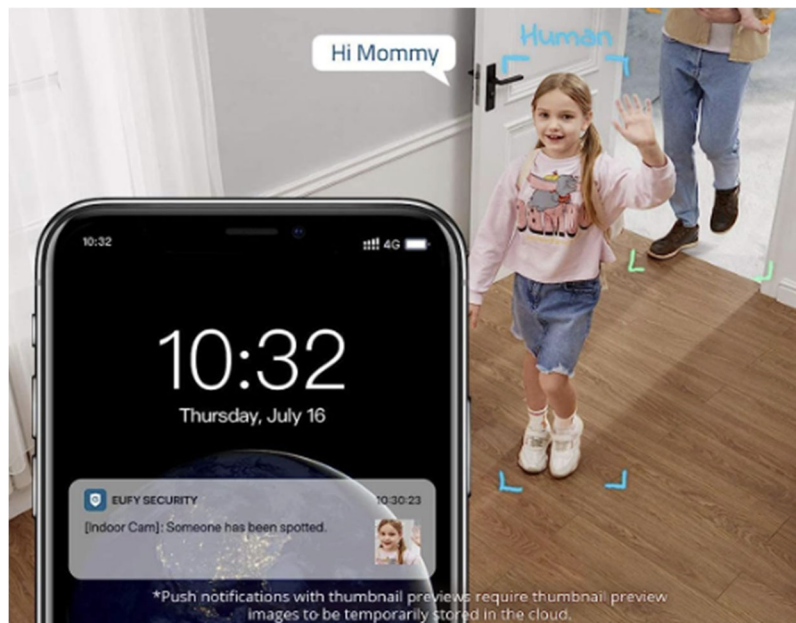 Hi Mommy
Human
10:32
4G
10:32
Thursday, July 16
EUFY SECURITY
10:30:23
[Indoor Cam]: Someone has been spotted.
*Push notifications with thumbnail previews require thumbnail preview
images to be temporarily stored in the cloud.